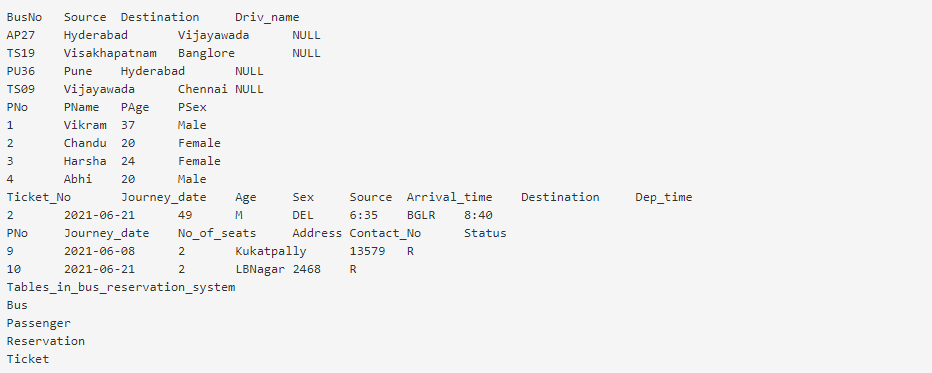 BusNo Source Destination Driv_name
AP27 Hyderabad Vijayawada NULL
TS19 Visakhapatnam Banglore NULL
PU36 Pune Hyderabad NULL
TS09 Vijayawada Chennai NULL
PNo PName PAge PSex
1 Vikram 37 Male
2 Chandu 20 Female
3 Harsha 24 Female
4 Abhi 20 Male
Ticket_No Journey_date Age Sex Source Arrival_time Destination Dep_time
2 2021-06-21 49 M DEL 6:35 BGLR 8:40
PNo Journey_date No_of_seats Address Contact_No Status
9 2021-06-08 2 Kukatpally 13579 R
10 2021-06-21 2 LBNagar 2468 R
Tables_in_bus_reservation_system
Bus
Passenger
Reservation
Ticket